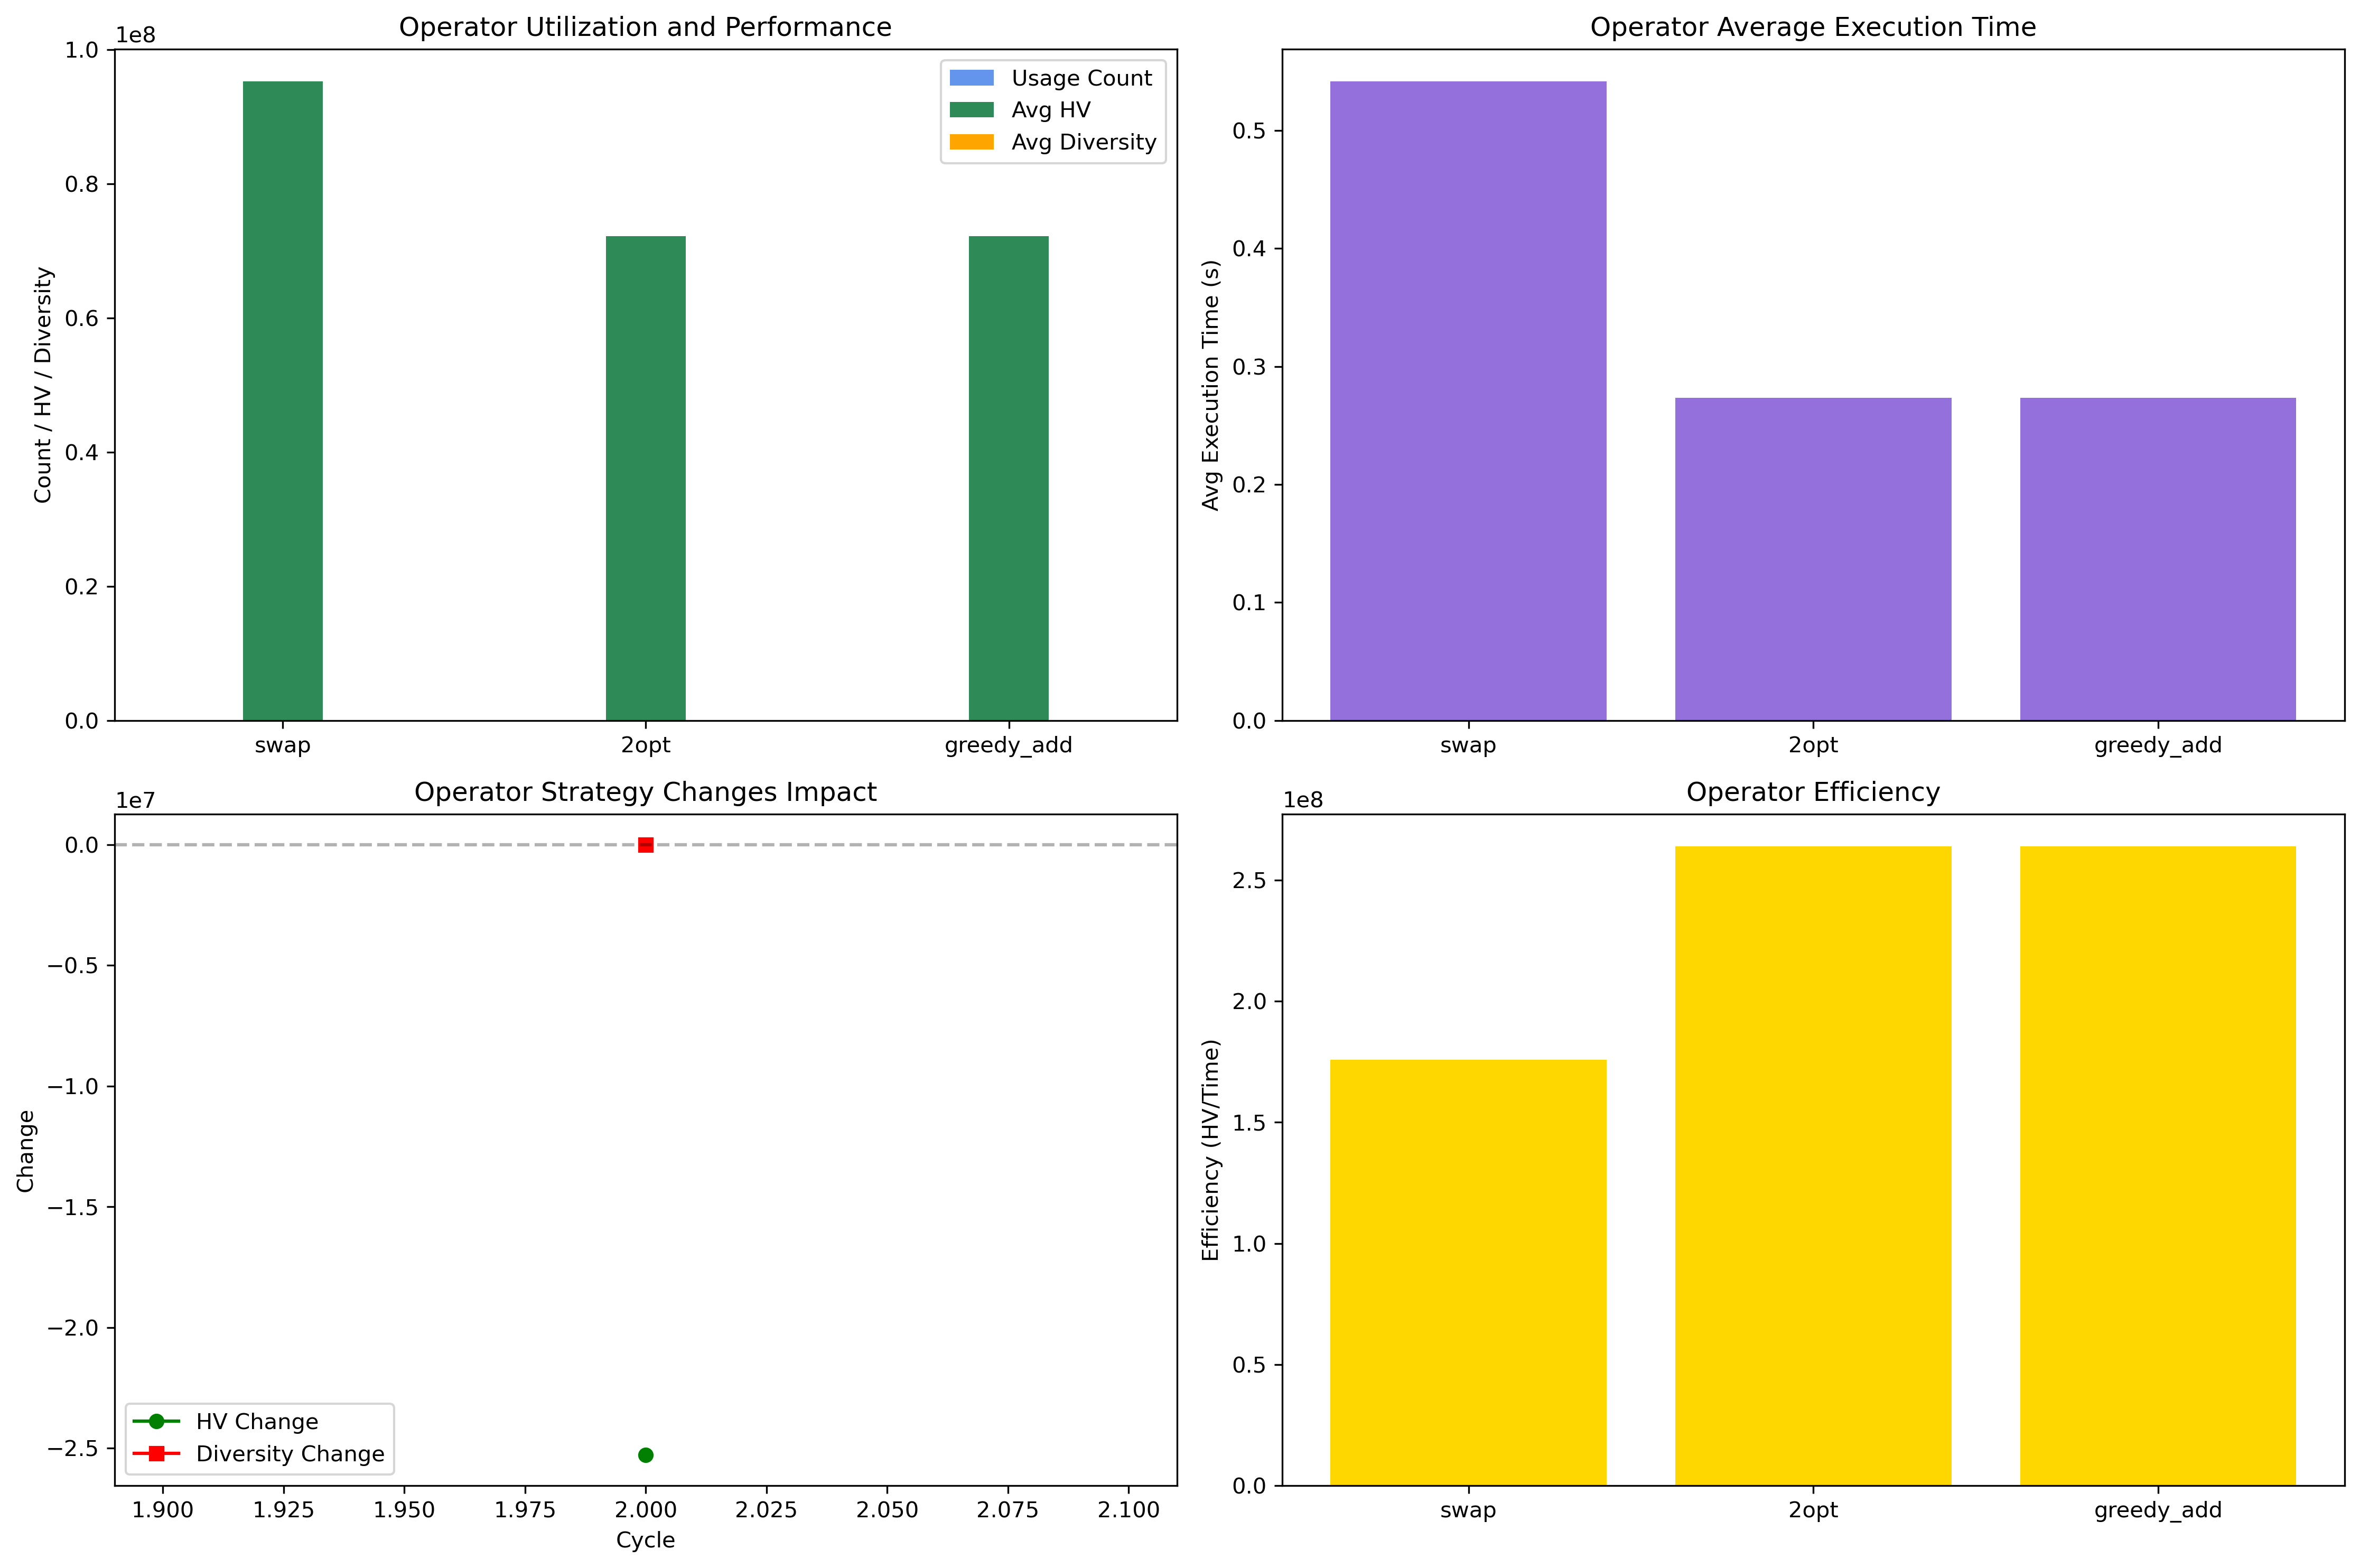 Operator Utilization and Performance
1e8
1.0
0.8
0.6
0.4
0.2
0.0
Count / HV / Diversity
Usage Count
Avg HV
Avg Diversity
swap 2opt greedy_add
Operator Average Execution Time
0.5
0.4
0.3
0.2
0.1
0.0
Avg Execution Time (s)
swap 2opt greedy_add
Operator Strategy Changes Impact
1e7
0.0
−0.5
−1.0
−1.5
−2.0
−2.5
Change
HV Change
Diversity Change
1.900 1.925 1.950 1.975 2.000 2.025 2.050 2.075 2.100
Cycle
Operator Efficiency
1e8
2.5
2.0
1.5
1.0
0.5
0.0
Efficiency (HV/Time)
swap 2opt greedy_add